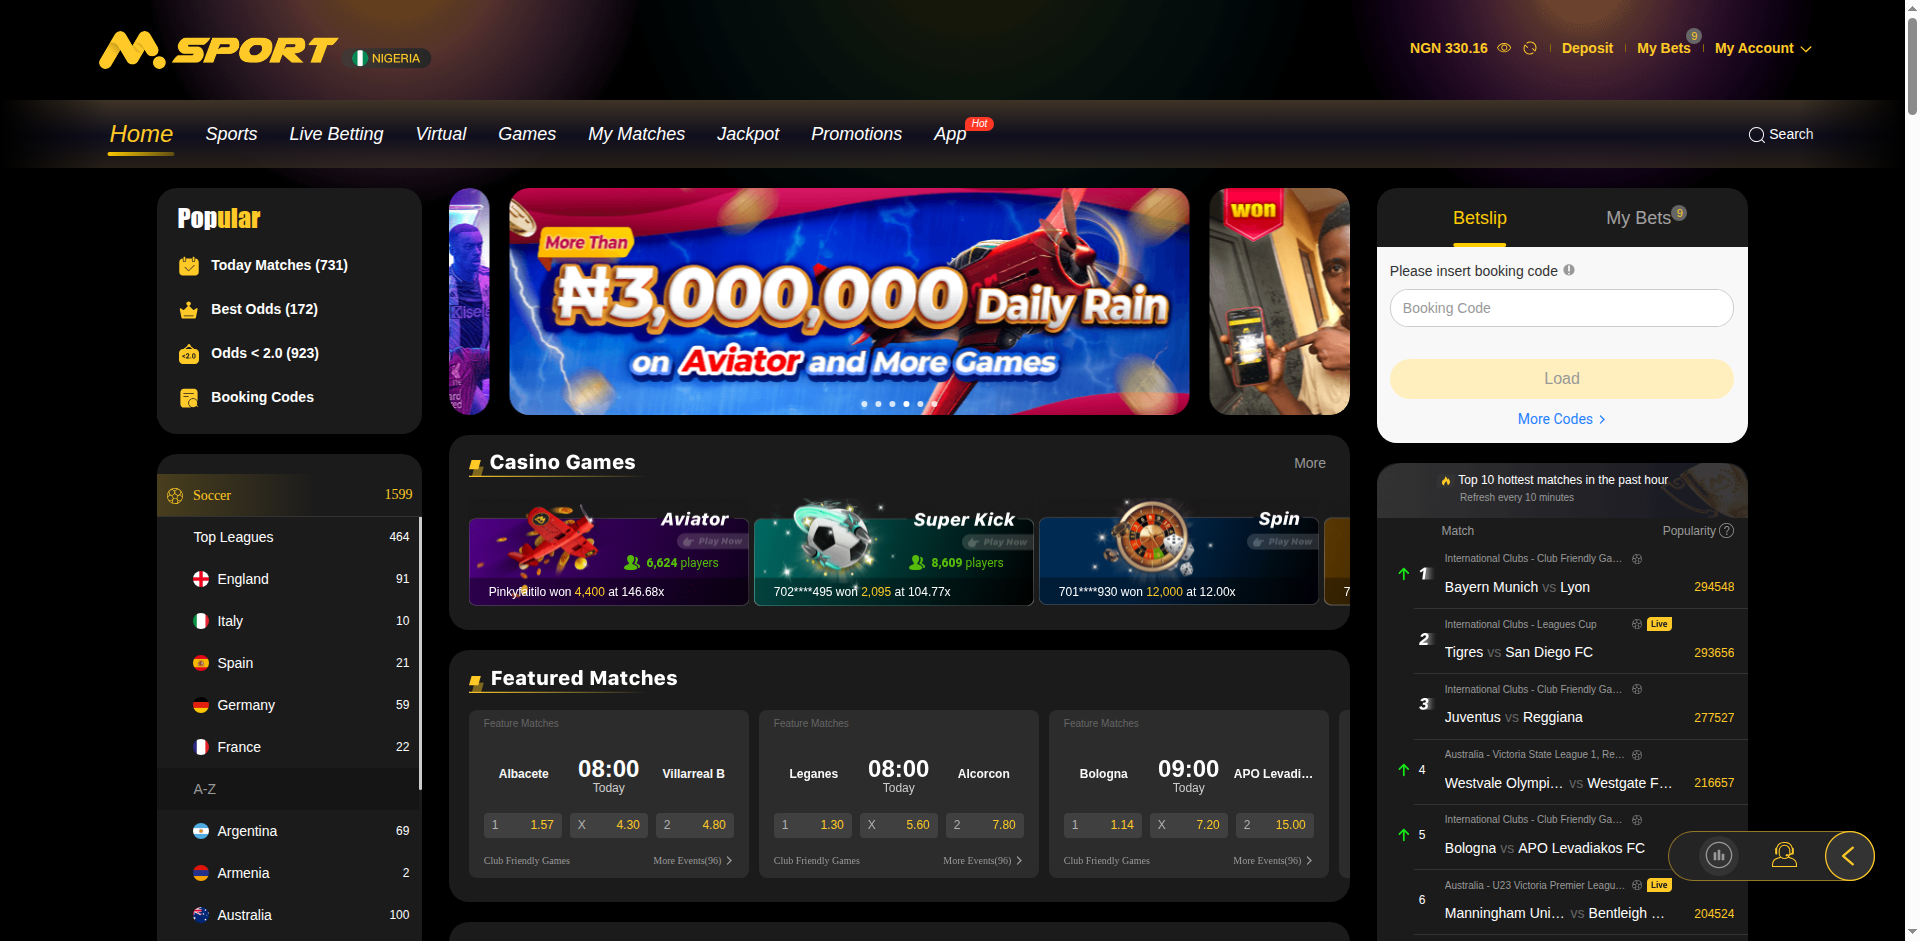 M.SPORT
NIGERIA
NGN 330.16
Deposit
My Bets
9
My Account
Home
Sports
Live Betting
Virtual
Games
My Matches
Jackpot
Promotions
App
Hot
Search
Popular
Today Matches (731)
Best Odds (172)
<2.0
Odds < 2.0 (923)
Booking Codes
Soccer 1599
Top Leagues 464
England 91
Italy 10
Spain 21
Germany 59
France 22
A-Z
Argentina 69
Armenia 2
Australia 100
More Than
₦3,000,000 Daily Rain
on Aviator and More Games
won
Casino Games
More
Aviator
Play Now
6,624 players
Pinkyfaitilo won 4,400 at 146.68x
Super Kick
Play Now
8,609 players
702****495 won 2,095 at 104.77x
Spin
Play Now
701****930 won 12,000 at 12.00x
7
Featured Matches
Feature Matches
Albacete 08:00 Villarreal B
Today
1 1.57 X 4.30 2 4.80
Club Friendly Games More Events(96)
Feature Matches
Leganes 08:00 Alcorcon
Today
1 1.30 X 5.60 2 7.80
Club Friendly Games More Events(96)
Feature Matches
Bologna 09:00 APO Levadi...
Today
1 1.14 X 7.20 2 15.00
Club Friendly Games More Events(96)
Betslip
My Bets
9
Please insert booking code
Booking Code
Load
More Codes
Top 10 hottest matches in the past hour
Refresh every 10 minutes
Match Popularity ?
International Clubs - Club Friendly Ga...
1 Bayern Munich vs Lyon 294548
International Clubs - Leagues Cup Live
2 Tigres vs San Diego FC 293656
International Clubs - Club Friendly Ga...
3 Juventus vs Reggiana 277527
Australia - Victoria State League 1, Re...
4 Westvale Olympi... vs Westgate F... 216657
International Clubs - Club Friendly Ga...
5 Bologna vs APO Levadiakos FC
Australia - U23 Victoria Premier Leagu... Live
6 Manningham Uni... vs Bentleigh ... 204524